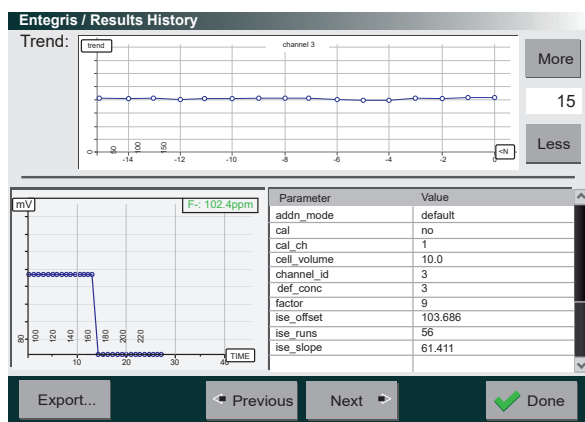 Entegris / Results History
Trend:
trend
channel 3
More
15
Less
0
50
100
150
-14
-12
-10
-8
-6
-4
-2
0
<N
mV
F-: 102.4ppm
80
100
120
140
160
180
200
220
10
20
30
40
TIME
Parameter Value
addn_mode default
cal no
cal_ch 1
cell_volume 10.0
channel_id 3
def_conc 3
factor 9
ise_offset 103.686
ise_runs 56
ise_slope 61.411
Export...
Previous
Next
Done